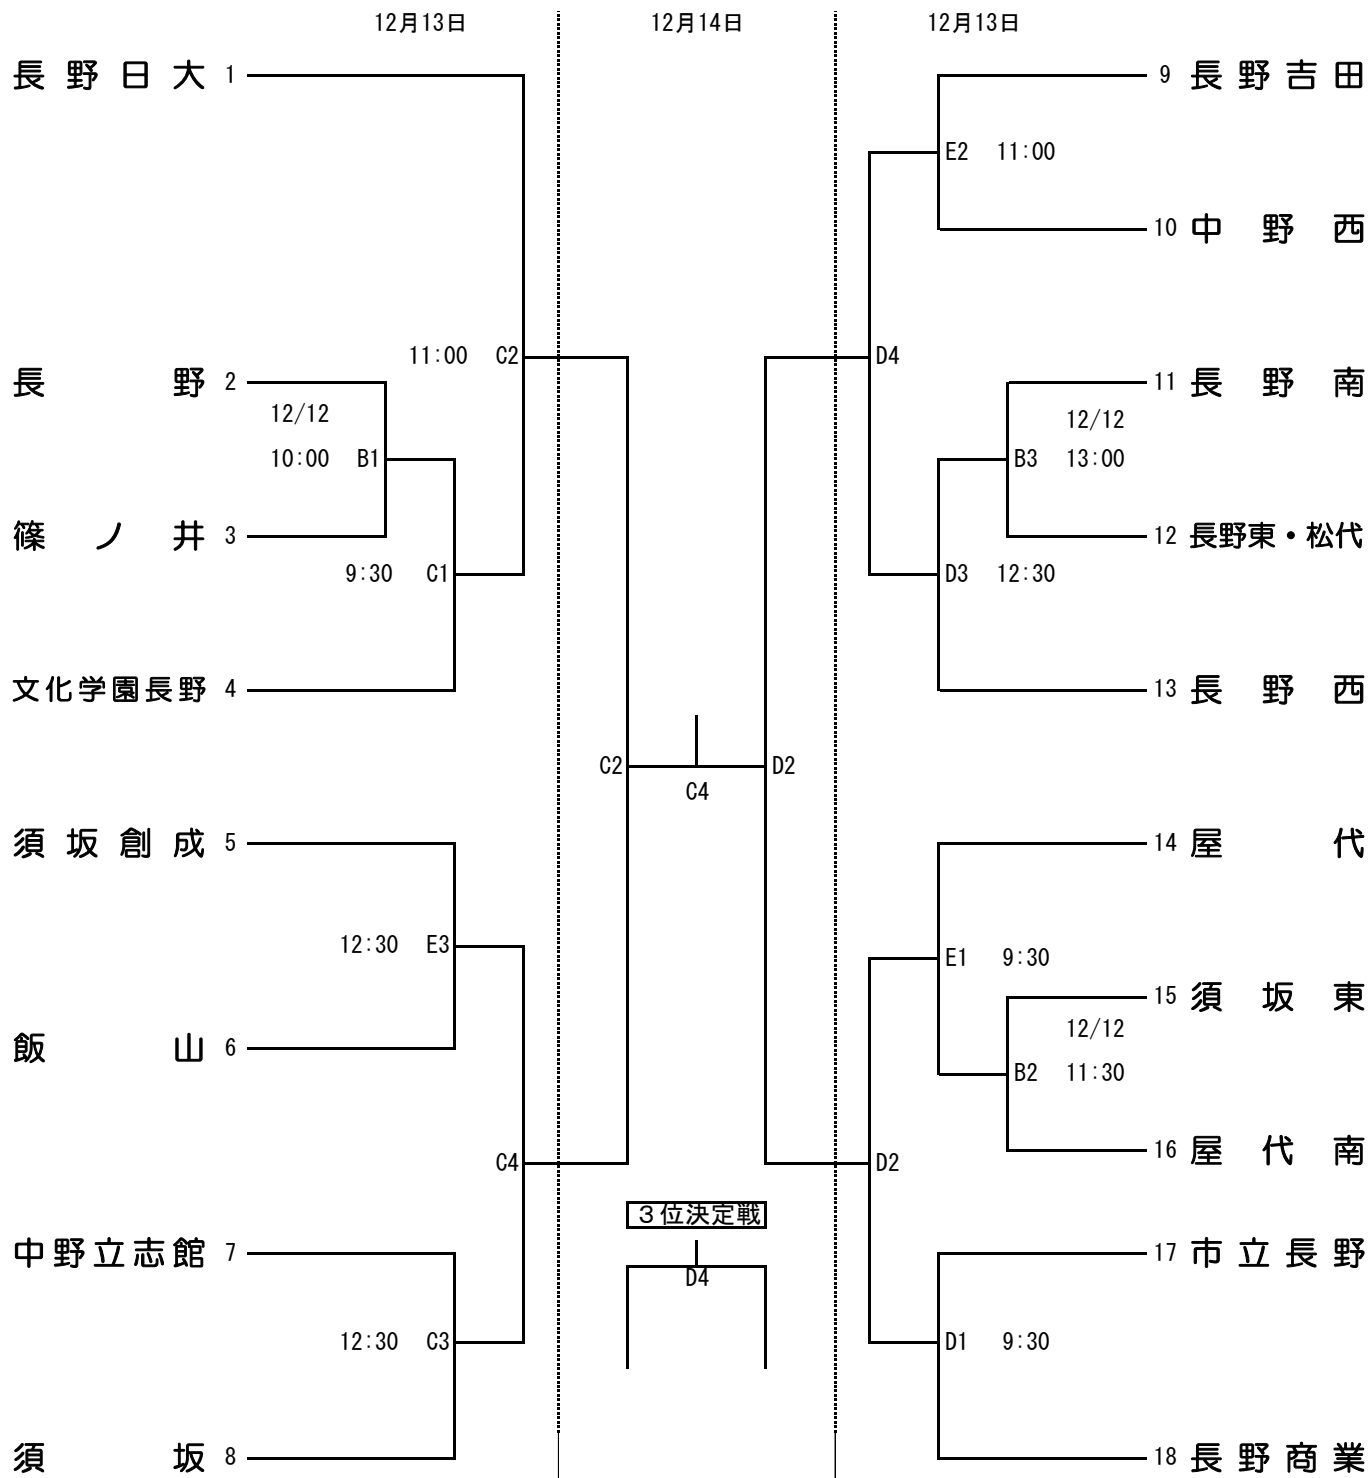 12月13日 12月14日 12月13日
長野日大 1 9 長野吉田
E2 11:00
10 中野西
11:00 C2 D4
長野 2 11 長野南
12/12 12/12
10:00 B1 B3 13:00
篠ノ井 3 12 長野東・松代
9:30 C1 D3 12:30
文化学園長野 4 13 長野西
C2 D2
C4
須坂創成 5 14 屋代
12:30 E3 E1 9:30
15 須坂東
12/12
飯山 6
B2 11:30
16 屋代南
C4 D2
3位決定戦
中野立志館 7 17 市立長野
D4
12:30 C3 D1 9:30
須坂 8 18 長野商業